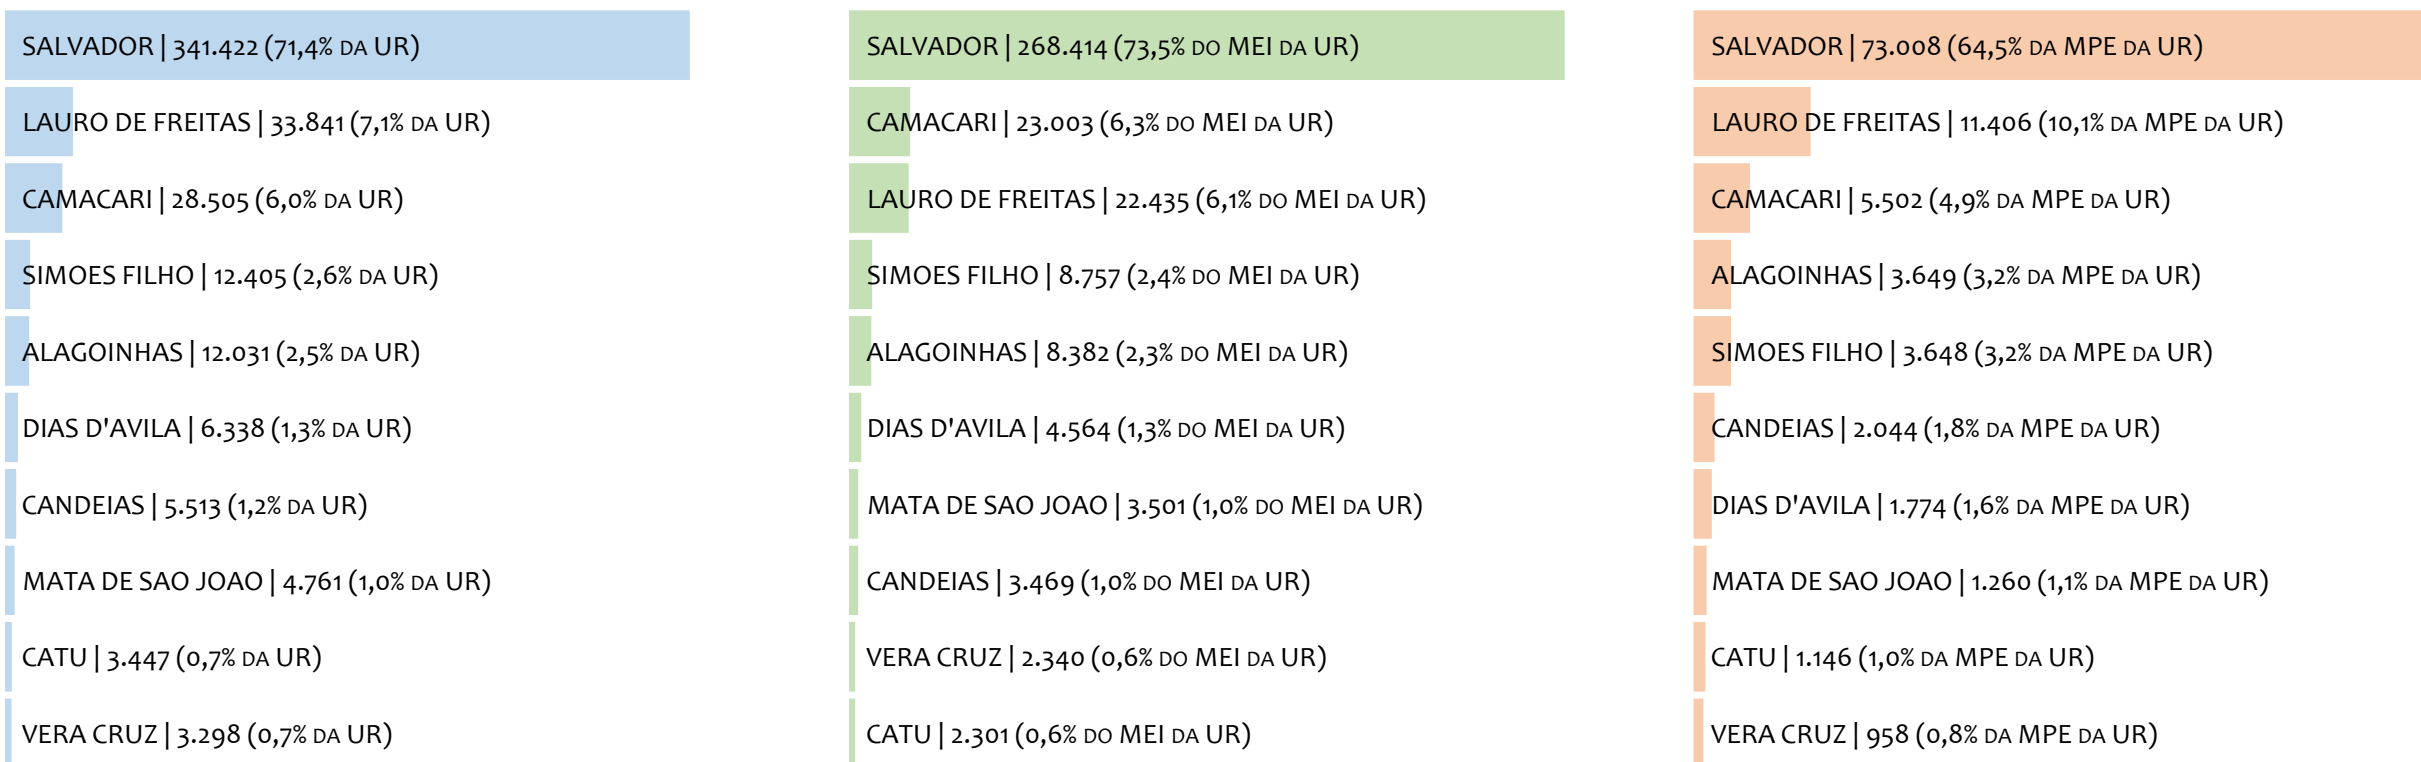 SALVADOR | 341.422 (71,4% DA UR)
LAURO DE FREITAS | 33.841 (7,1% DA UR)
CAMACARI | 28.505 (6,0% DA UR)
SIMOES FILHO | 12.405 (2,6% DA UR)
ALAGOINHAS | 12.031 (2,5% DA UR)
DIAS D'AVILA | 6.338 (1,3% DA UR)
CANDEIAS | 5.513 (1,2% DA UR)
MATA DE SAO JOAO | 4.761 (1,0% DA UR)
CATU | 3.447 (0,7% DA UR)
VERA CRUZ | 3.298 (0,7% DA UR)
SALVADOR | 268.414 (73,5% DO MEI DA UR)
CAMACARI | 23.003 (6,3% DO MEI DA UR)
LAURO DE FREITAS | 22.435 (6,1% DO MEI DA UR)
SIMOES FILHO | 8.757 (2,4% DO MEI DA UR)
ALAGOINHAS | 8.382 (2,3% DO MEI DA UR)
DIAS D'AVILA | 4.564 (1,3% DO MEI DA UR)
MATA DE SAO JOAO | 3.501 (1,0% DO MEI DA UR)
CANDEIAS | 3.469 (1,0% DO MEI DA UR)
VERA CRUZ | 2.340 (0,6% DO MEI DA UR)
CATU | 2.301 (0,6% DO MEI DA UR)
SALVADOR | 73.008 (64,5% DA MPE DA UR)
LAURO DE FREITAS | 11.406 (10,1% DA MPE DA UR)
CAMACARI | 5.502 (4,9% DA MPE DA UR)
ALAGOINHAS | 3.649 (3,2% DA MPE DA UR)
SIMOES FILHO | 3.648 (3,2% DA MPE DA UR)
CANDEIAS | 2.044 (1,8% DA MPE DA UR)
DIAS D'AVILA | 1.774 (1,6% DA MPE DA UR)
MATA DE SAO JOAO | 1.260 (1,1% DA MPE DA UR)
CATU | 1.146 (1,0% DA MPE DA UR)
VERA CRUZ | 958 (0,8% DA MPE DA UR)